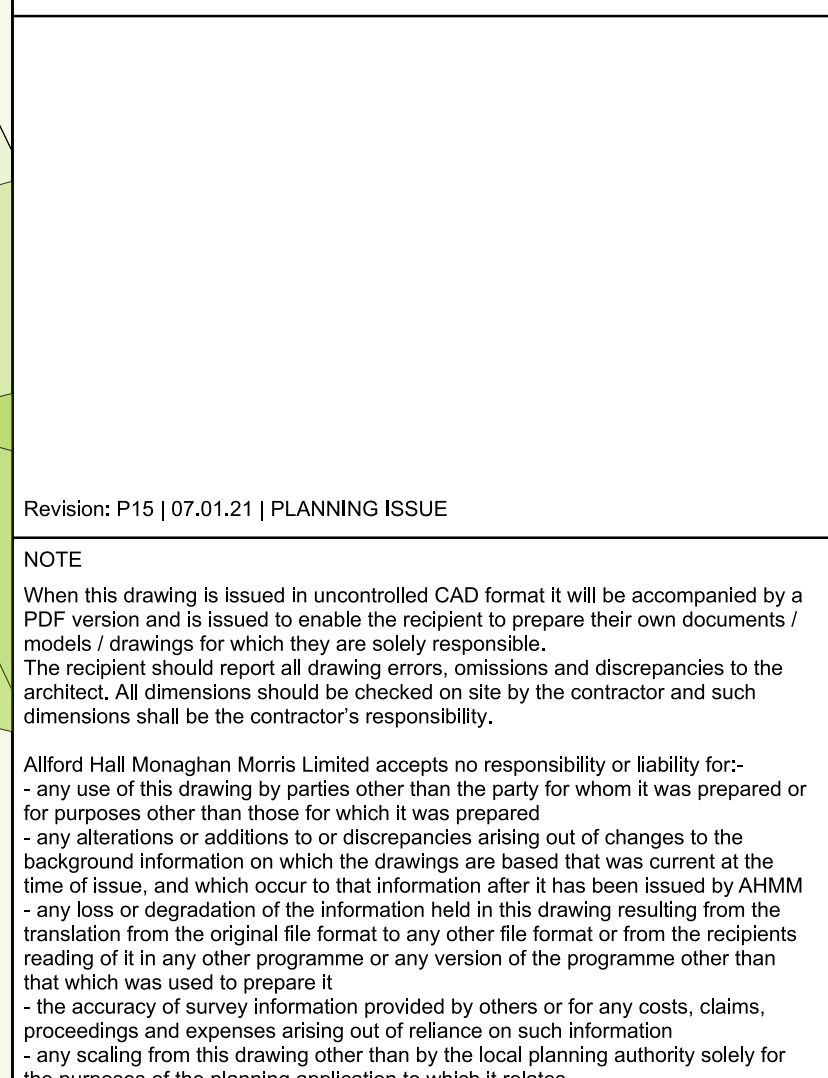 Revision: P15 | 07.01.21 | PLANNING ISSUE
NOTE
When this drawing is issued in uncontrolled CAD format it will be accompanied by a
PDF version and is issued to enable the recipient to prepare their own documents /
models / drawings for which they are solely responsible.
The recipient should report all drawing errors, omissions and discrepancies to the
architect. All dimensions should be checked on site by the contractor and such
dimensions shall be the contractor’s responsibility.
Allford Hall Monaghan Morris Limited accepts no responsibility or liability for:-
- any use of this drawing by parties other than the party for whom it was prepared or
for purposes other than those for which it was prepared
- any alterations or additions to or discrepancies arising out of changes to the
background information on which the drawings are based that was current at the
time of issue, and which occur to that information after it has been issued by AHMM
- any loss or degradation of the information held in this drawing resulting from the
translation from the original file format to any other file format or from the recipients
reading of it in any other programme or any version of the programme other than
that which was used to prepare it
- the accuracy of survey information provided by others or for any costs, claims,
proceedings and expenses arising out of reliance on such information
- any scaling from this drawing other than by the local planning authority solely for
the purposes of the planning application to which it relates